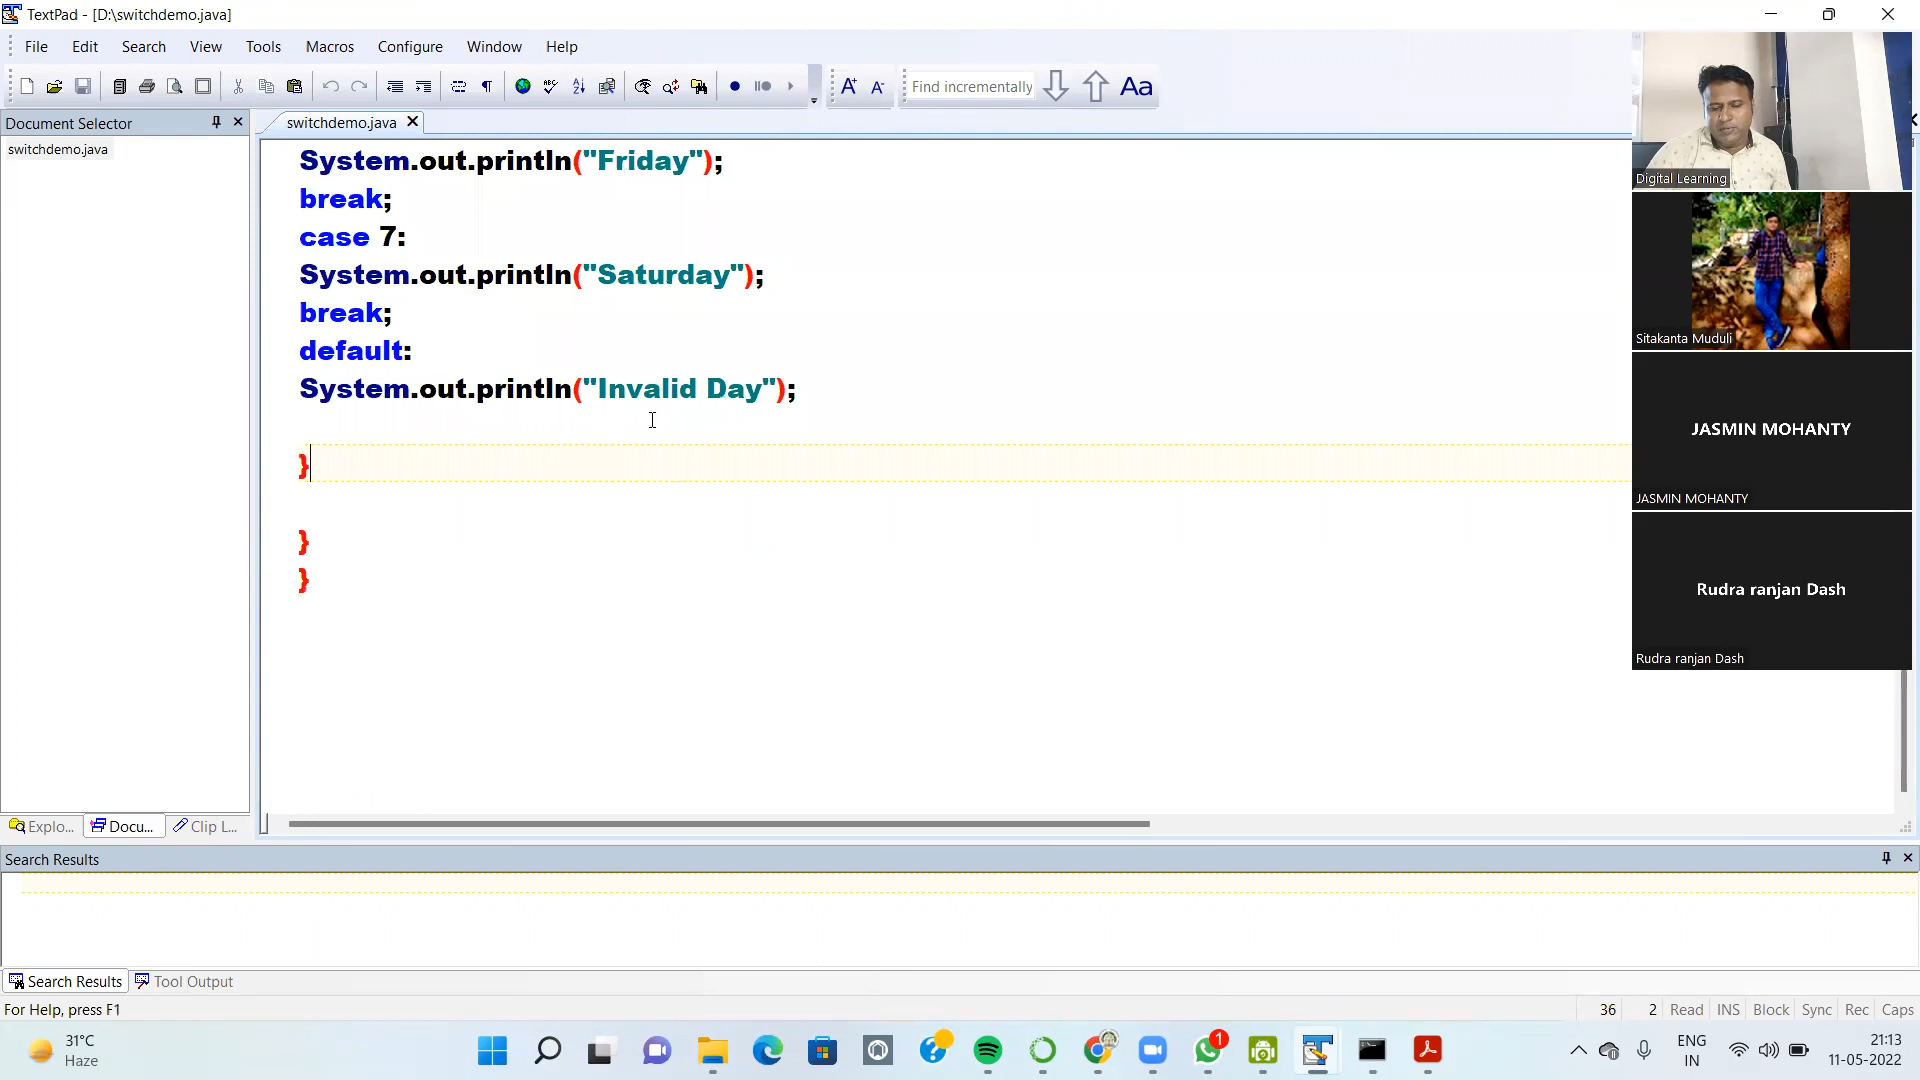 TextPad - [D:\switchdemo.java]
File Edit Search View Tools Macros Configure Window Help
Find incrementally
Aa
Document Selector
switchdemo.java
switchdemo.java
System.out.println("Friday");
break;
case 7:
System.out.println("Saturday");
break;
default:
System.out.println("Invalid Day");
}
}
}
Digital Learning
Sitakanta Muduli
JASMIN MOHANTY
JASMIN MOHANTY
Rudra ranjan Dash
Rudra ranjan Dash
Explo... Docu... Clip L...
Search Results
Search Results Tool Output
For Help, press F1
36 2 Read INS Block Sync Rec Caps
31°C
Haze
1
ENG
IN
21:13
11-05-2022